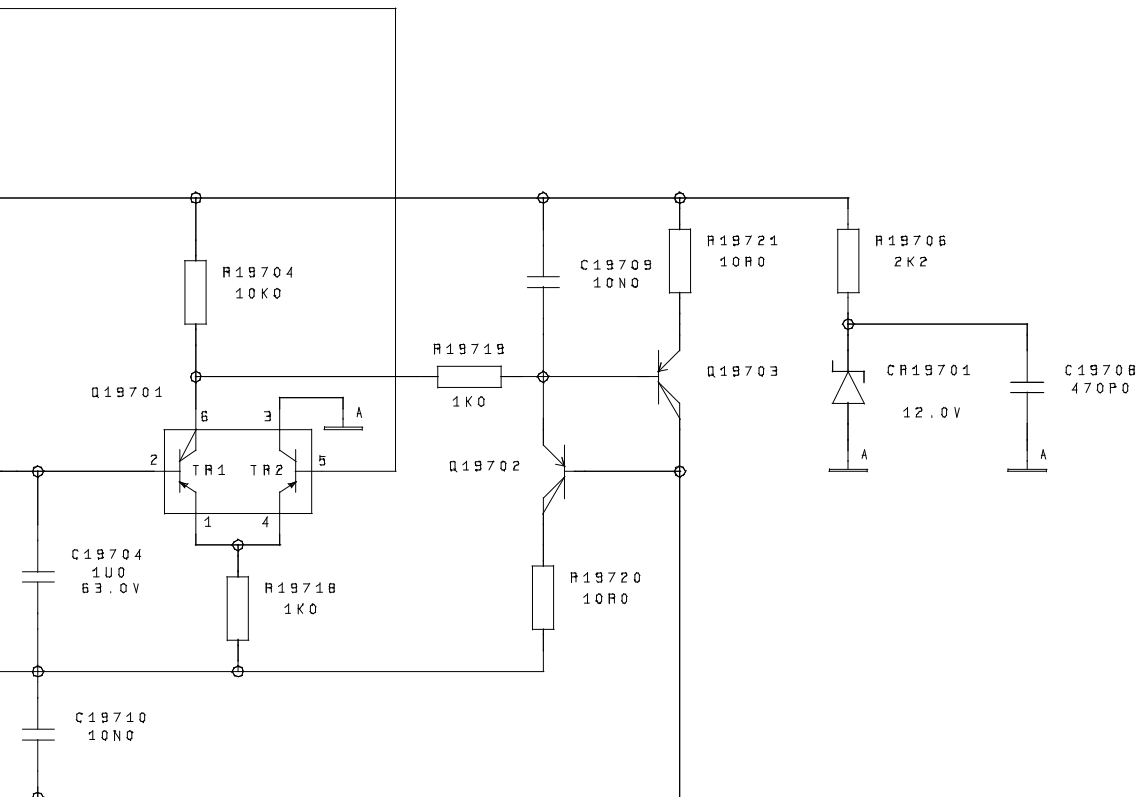 R19704
10K0
C19709
10N0
R19721
10R0
R19706
2K2
R19719
1K0
Q19701
Q19703
CR19701
12.0V
C19708
470P0
6
3
A
2
TR1
TR2
5
Q19702
A
A
1
4
C19704
1U0
63.0V
R19718
1K0
R19720
10R0
C19710
10N0